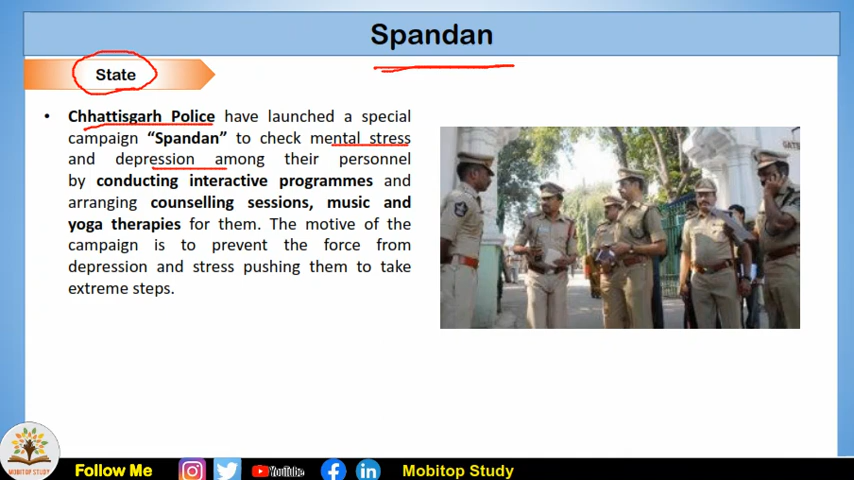 Spandan
State
• Chhattisgarh Police have launched a special
campaign “Spandan” to check mental stress
and depression among their personnel
by conducting interactive programmes and
arranging counselling sessions, music and
yoga therapies for them. The motive of the
campaign is to prevent the force from
depression and stress pushing them to take
extreme steps.
GATE
MOBITOP STUDY
Follow Me
YouTube
Mobitop Study